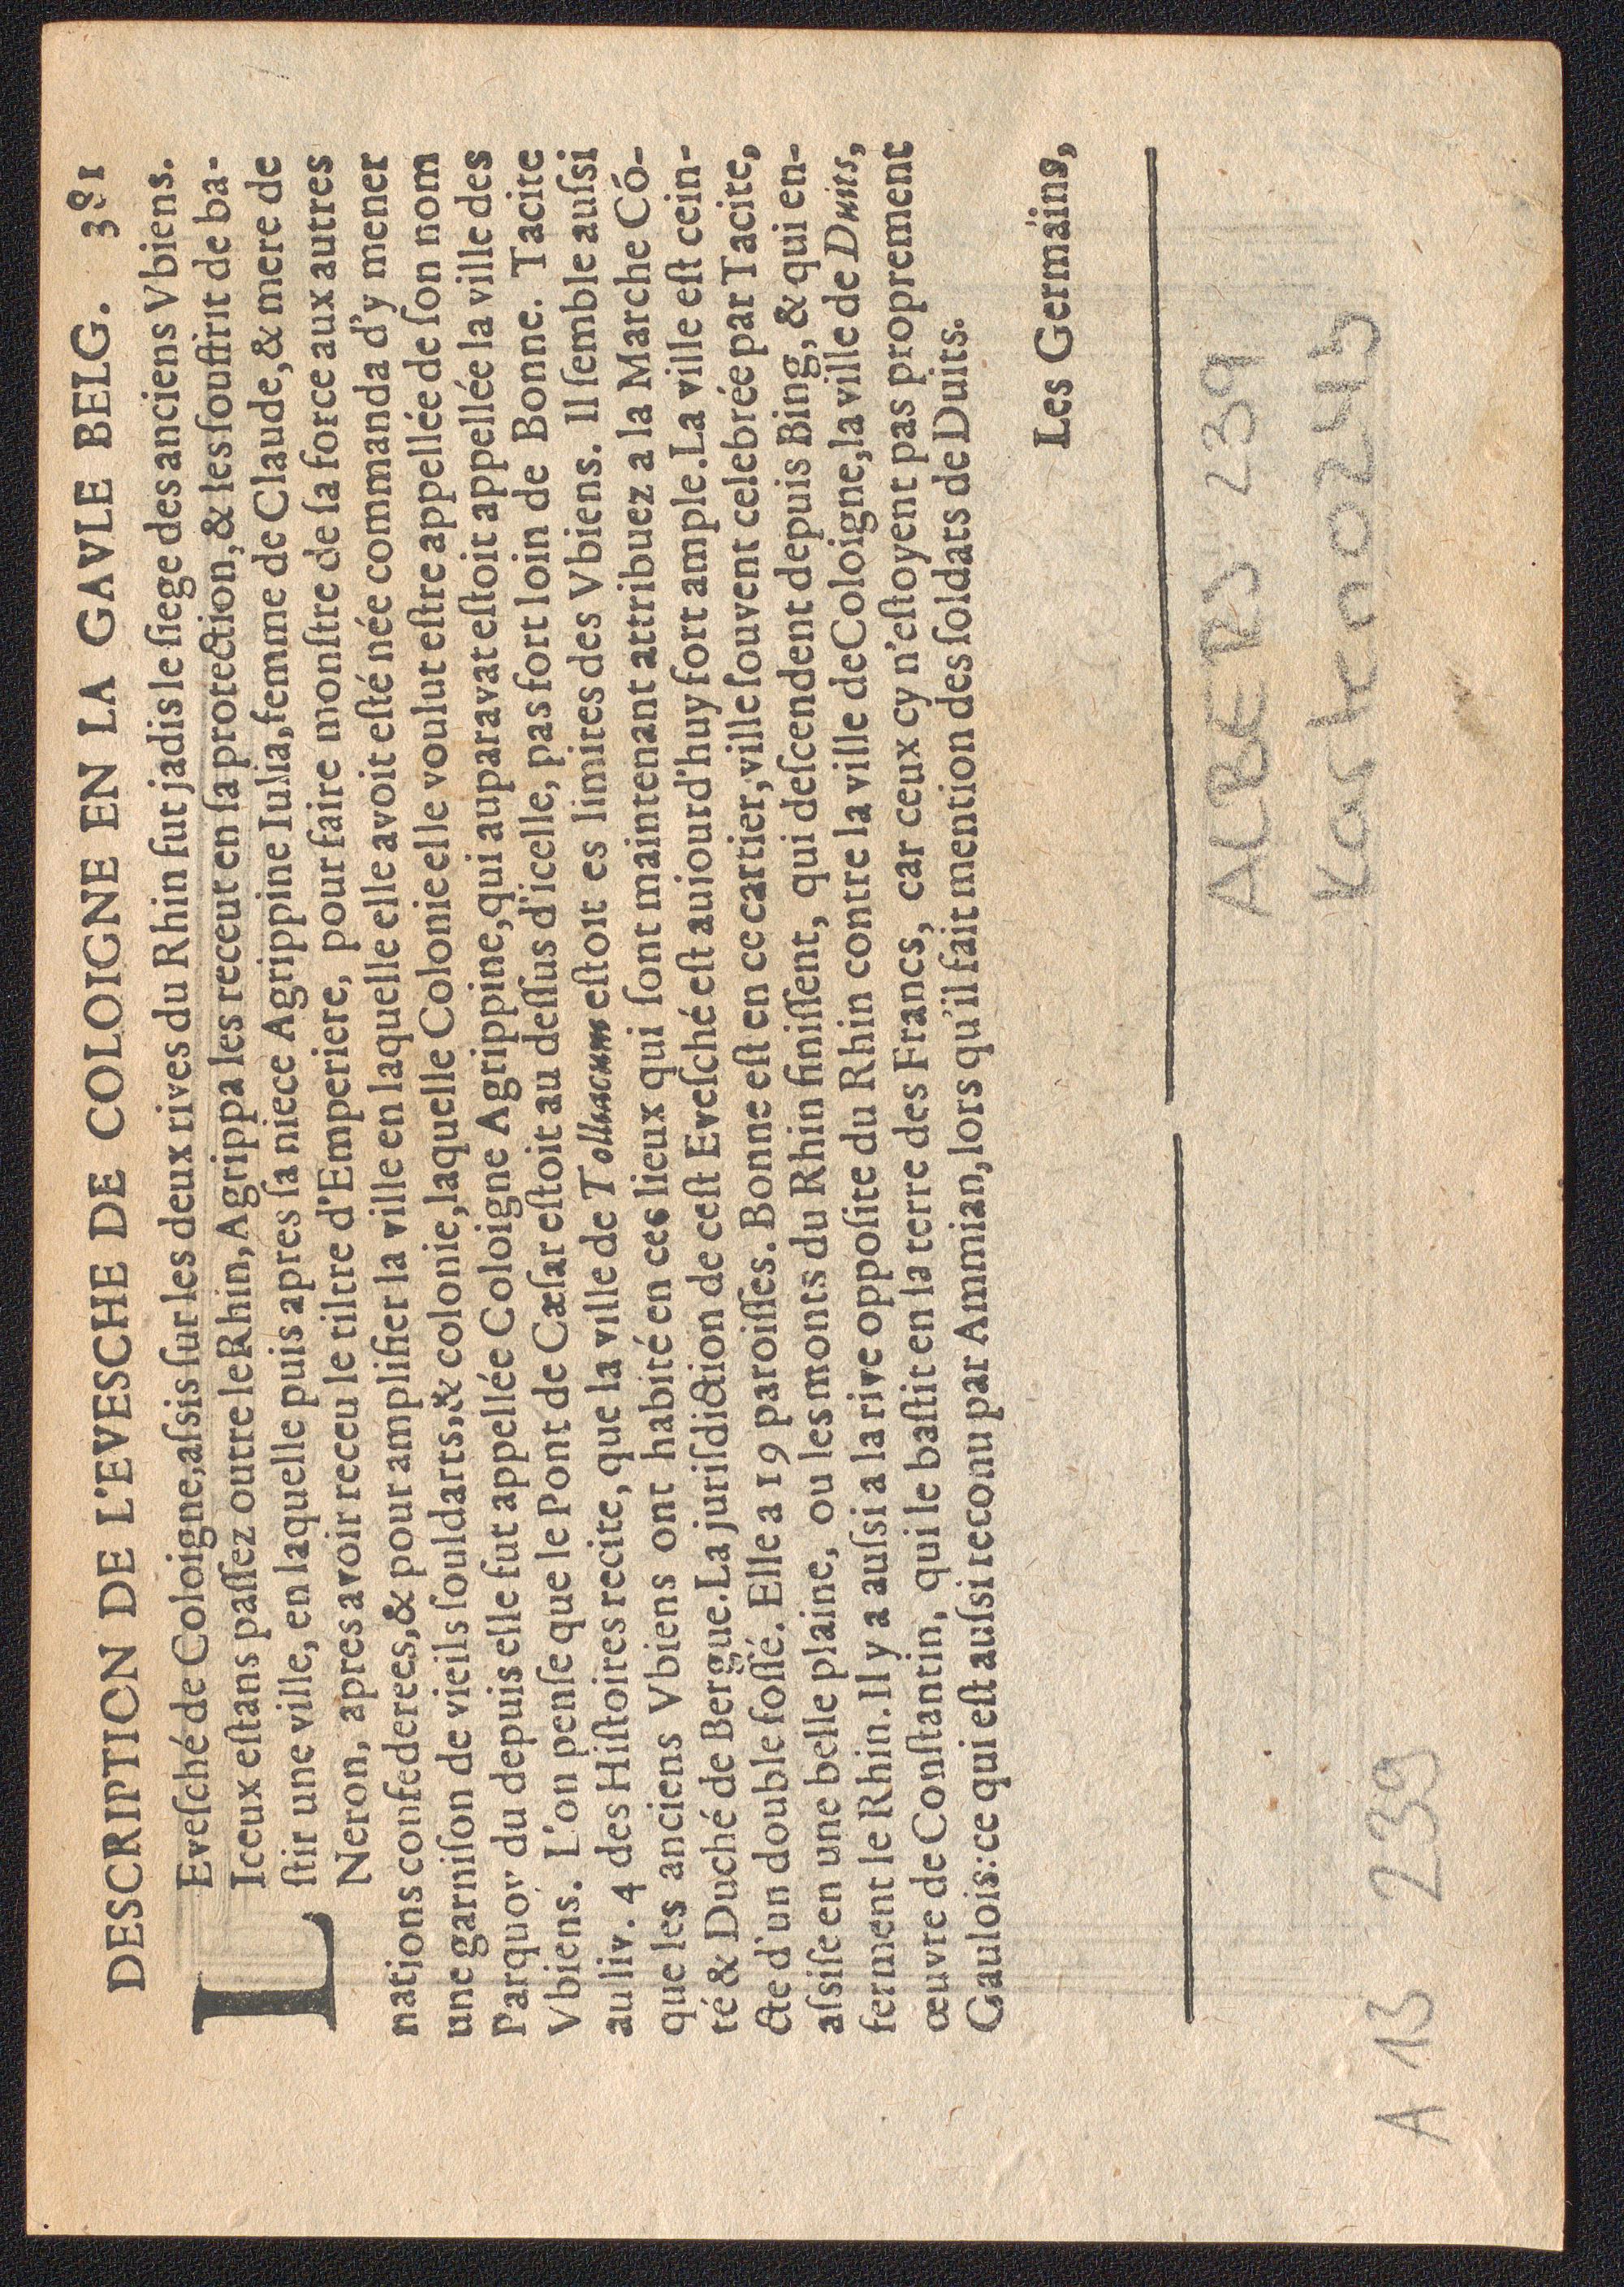 DESCRIPTION DE L'EVESCHE DE COLOIGNE EN LA GAVLE BELG. 381
L Eveſché de Coloigne,aſsis ſur les deux rives du Rhin fut jadis le ſiege des anciens Vbiens.
Iceux eſtans paſſez outre le Rhin, Agrippa les receut en ſa protection, & les ſouffrit de ba-
ſtir une ville, en laquelle puis apres ſa niece Agrippine Iulia,femme de Claude, & mere de
Neron, apres avoir receu le tiltre d'Emperiere, pour faire monſtre de ſa force aux autres
nations confederees,& pour amplifier la ville en laquelle elle avoit eſté née commanda d'y mener
une garniſon de vieils ſouldarts,& colonie,laquelle Colonie elle voulut eſtre appellée de ſon nom
Parquoy du depuis elle fut appellée Coloigne Agrippine,qui auparavat eſtoit appellée la ville des
Vbiens. L'on penſe que le Pont de Cæſar eſtoit au deſſus d'icelle, pas fort loin de Bonne. Tacite
au liv. 4 des Hiſtoires recite, que la ville de Tolliacum eſtoit es limites des Vbiens. Il ſemble auſsi
que les anciens Vbiens ont habité en ces lieux qui ſont maintenant attribuez a la Marche Có-
té & Duché de Bergue. La juriſdiction de ceſt Eveſché eſt auiourd'huy fort ample. La ville eſt cein-
cte d'un double foſſé. Elle a 19 paroiſſes. Bonne eſt en ce cartier, ville ſouvent celebrée par Tacite,
aſsiſe en une belle plaine, ou les monts du Rhin finiſſent, qui deſcendent depuis Bing, & qui en-
ferment le Rhin. Il y a auſsi a la rive oppoſite du Rhin contre la ville de Coloigne,la ville de Duits,
œuvre de Conſtantin, qui le baſtit en la terre des Francs, car ceux cy n'eſtoyent pas proprement
Gaulois: ce qui eſt auſsi reconu par Ammian, lors qu'il fait mention des ſoldats de Duits.
Les Germains,
ALBERS 239
Kasten 024b
A 13 239